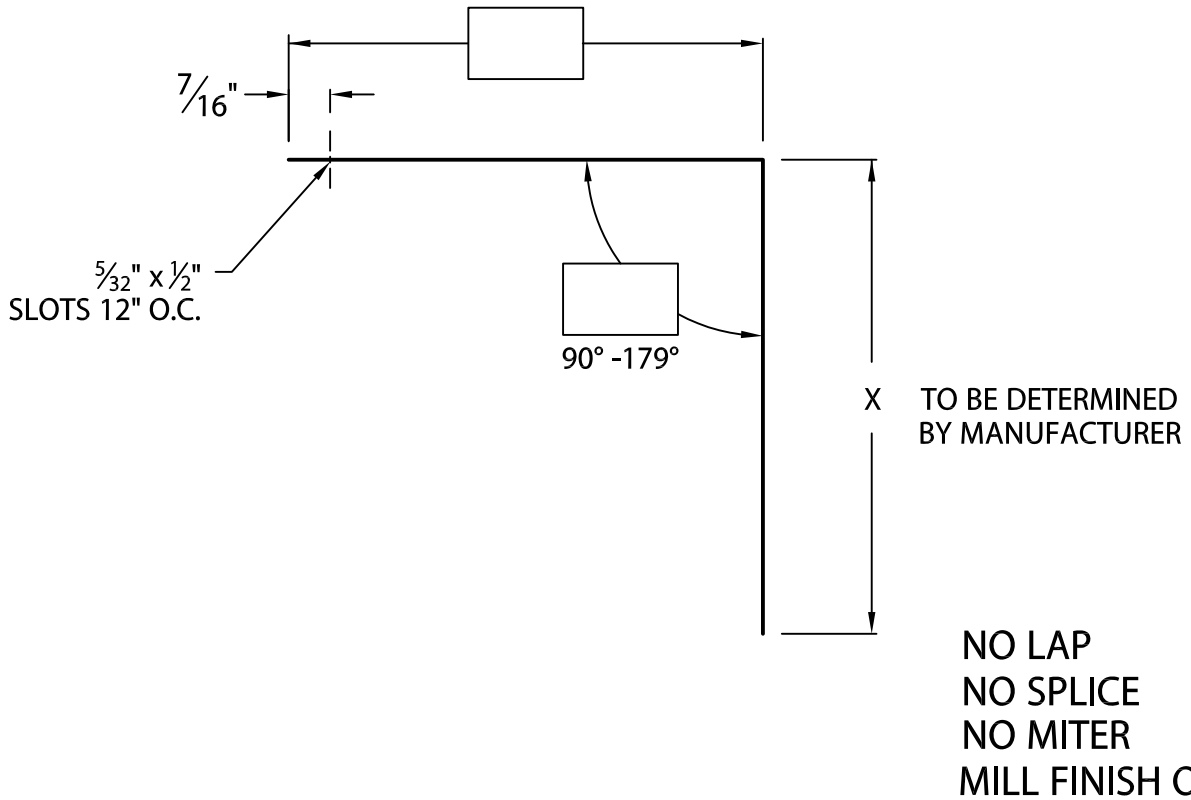 7/16"
5/32" x 1/2"
SLOTS 12" O.C.
90° -179°
X TO BE DETERMINED
BY MANUFACTURER
NO LAP
NO SPLICE
NO MITER
MILL FINISH